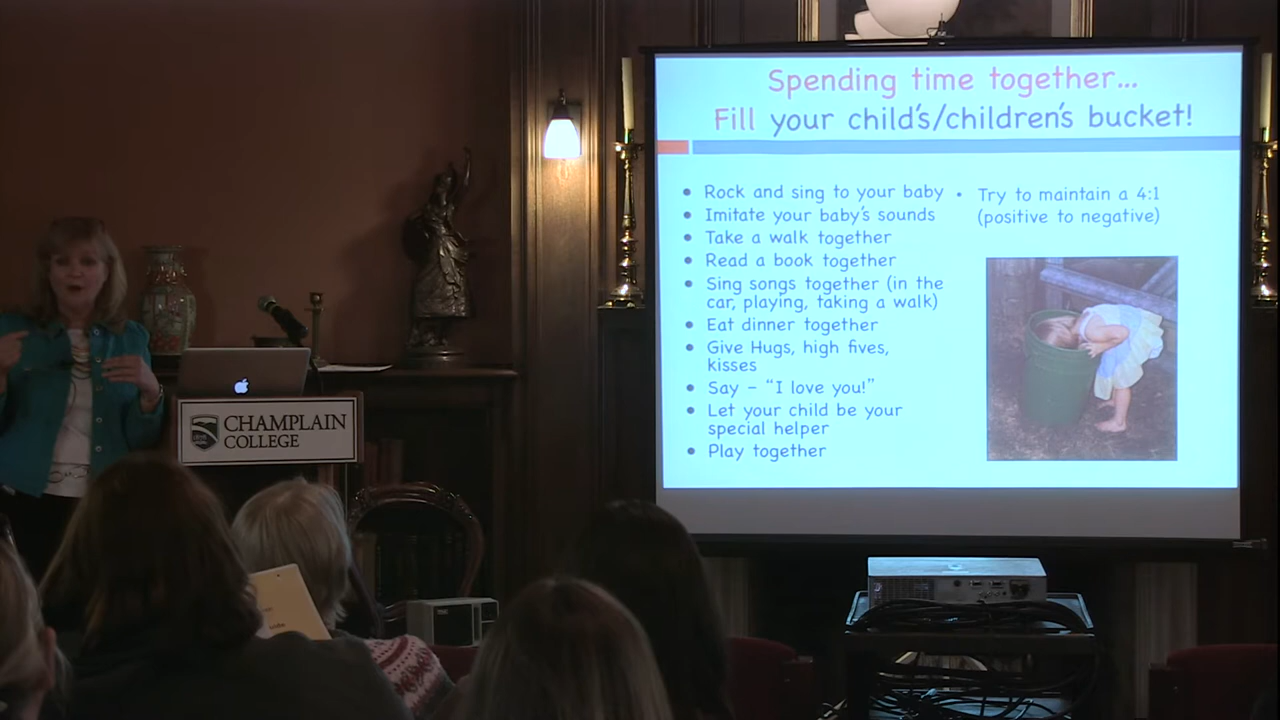 Spending time together...
Fill your child's/children's bucket!
• Rock and sing to your baby
• Imitate your baby's sounds
• Take a walk together
• Read a book together
• Sing songs together (in the
car, playing, taking a walk)
• Eat dinner together
• Give Hugs, high fives,
kisses
• Say – "I love you!"
• Let your child be your
special helper
• Play together
• Try to maintain a 4:1
(positive to negative)
CHAMPLAIN
COLLEGE